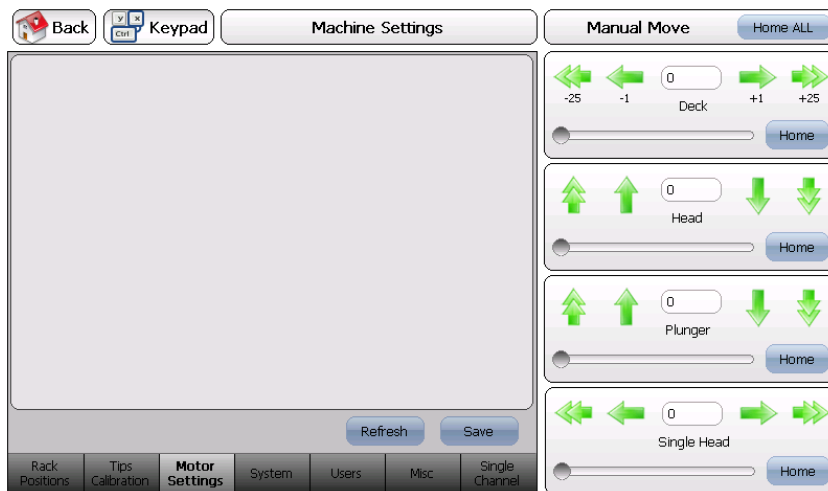 Back
Keypad
y x
Ctrl
Machine Settings
Manual Move
Home ALL
0
-25
-1
Deck
+1
+25
Home
0
Head
Home
0
Plunger
Home
0
Single Head
Home
Refresh
Save
Rack
Positions
Tips
Calibration
Motor
Settings
System
Users
Misc
Single
Channel